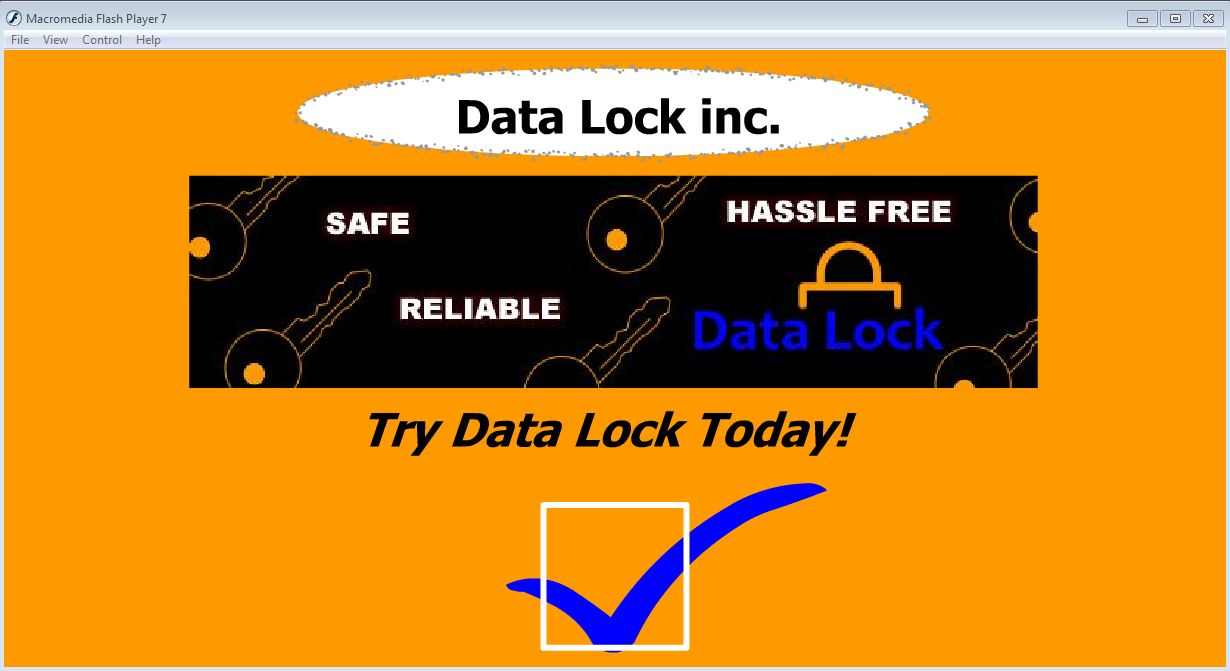 Macromedia Flash Player 7
File View Control Help
Data Lock inc.
SAFE
HASSLE FREE
RELIABLE
Data Lock
Try Data Lock Today!